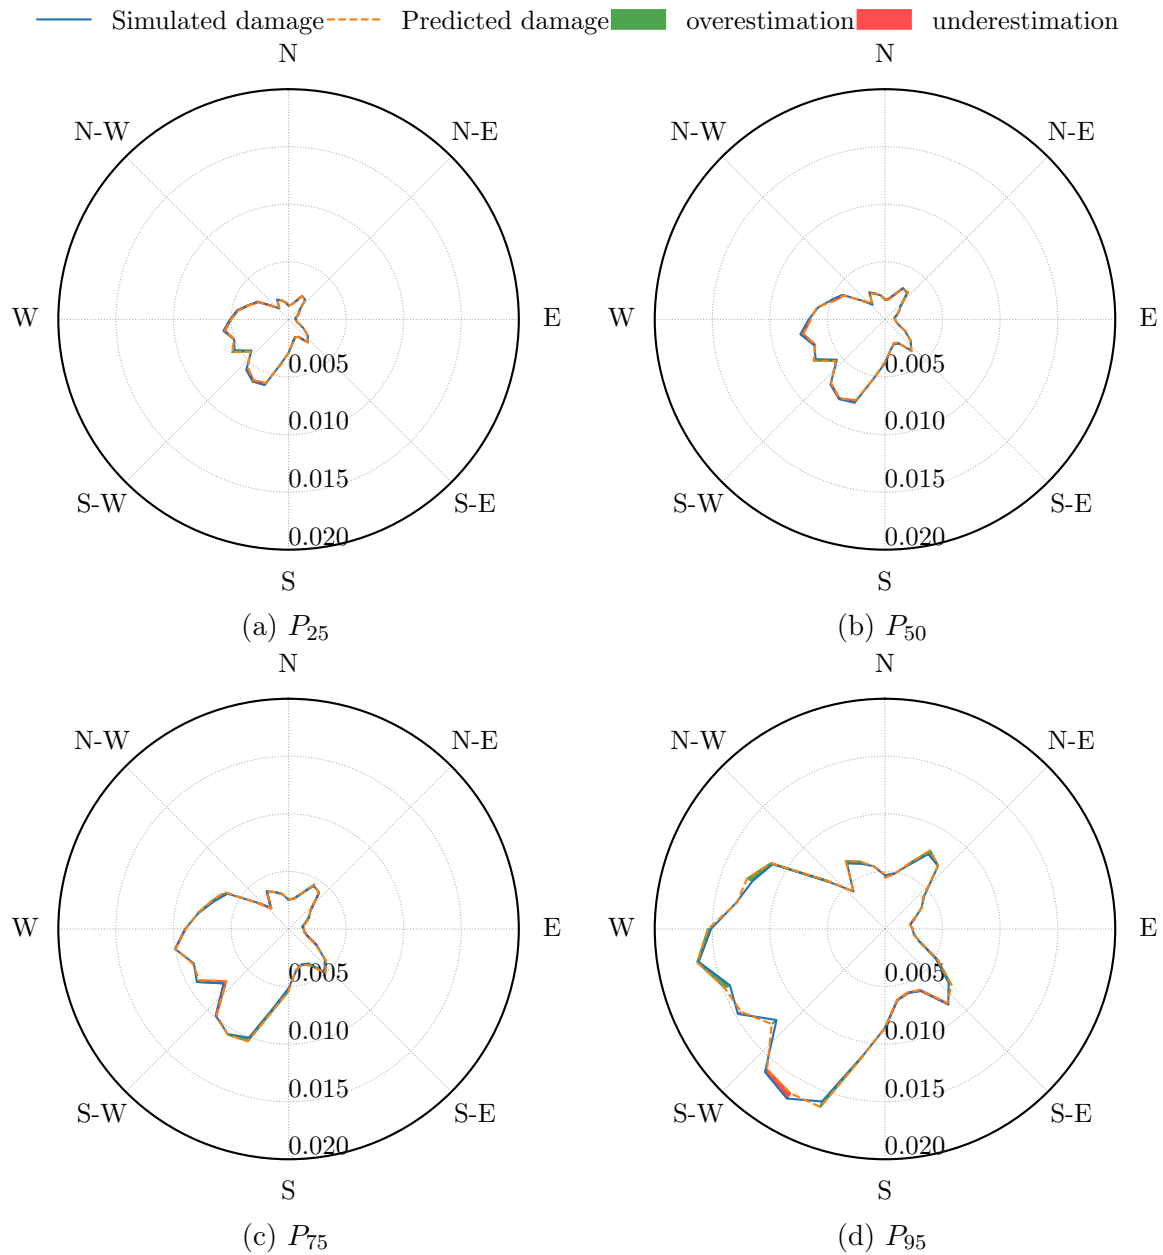 Simulated damage Predicted damage overestimation underestimation
N N
N-W N-E N-W N-E
W E W E
0.005 0.005
0.010 0.010
0.015 0.015
S-W S-E S-W S-E
0.020 0.020
S S
(a) P25 (b) P50
N N
N-W N-E N-W N-E
W E W E
0.005 0.005
0.010 0.010
0.015 0.015
S-W S-E S-W S-E
0.020 0.020
S S
(c) P75 (d) P95